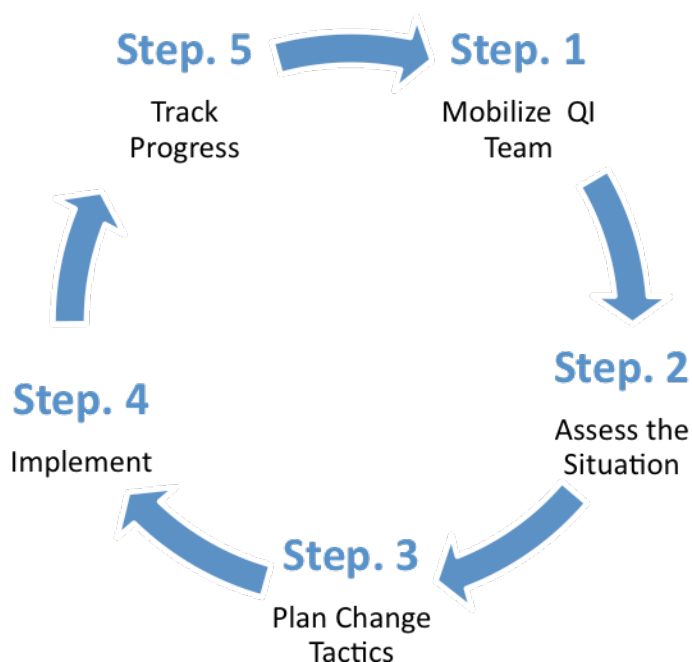 Step. 1
Mobilize QI
Team
Step. 2
Assess the
Situation
Step. 3
Plan Change
Tactics
Step. 4
Implement
Step. 5
Track
Progress